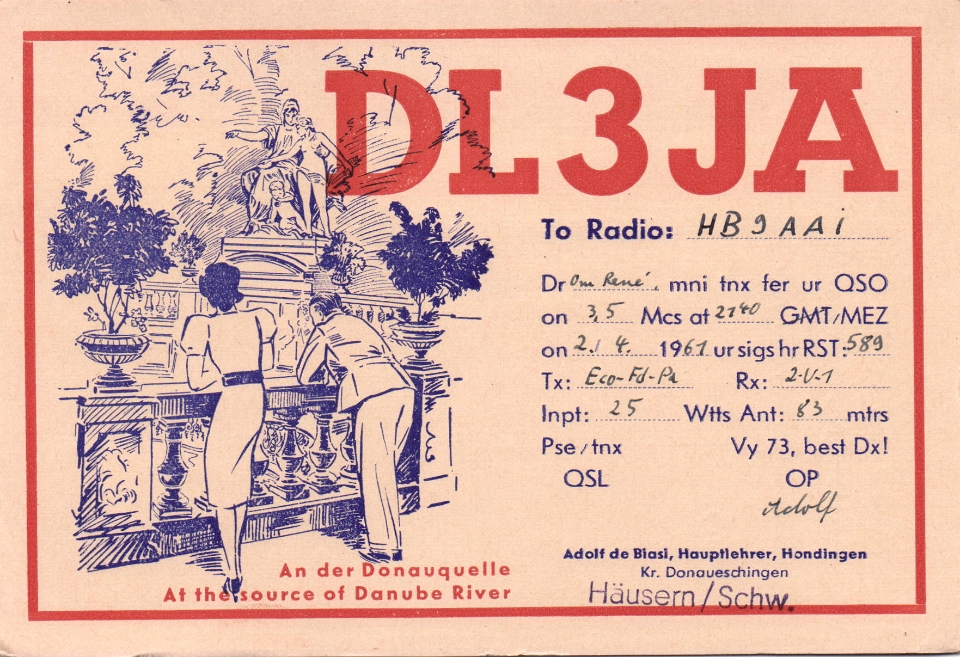 DL3JA
To Radio: HB9AAi
Dr Om René. mni tnx fer ur QSO
on 3,5 Mcs at 2140 GMT/MEZ
on 2./4. 1961 ur sigs hr RST: 589
Tx: Eco-Fd-Pa Rx: 2-V-1
Inpt: 25 Wtts Ant: 83 mtrs
Pse/tnx Vy 73, best Dx!
QSL OP
Adolf
Adolf de Biasi, Hauptlehrer, Hondingen
Kr. Donaueschingen
Häusern/Schw.
An der Donauquelle
At the source of Danube River